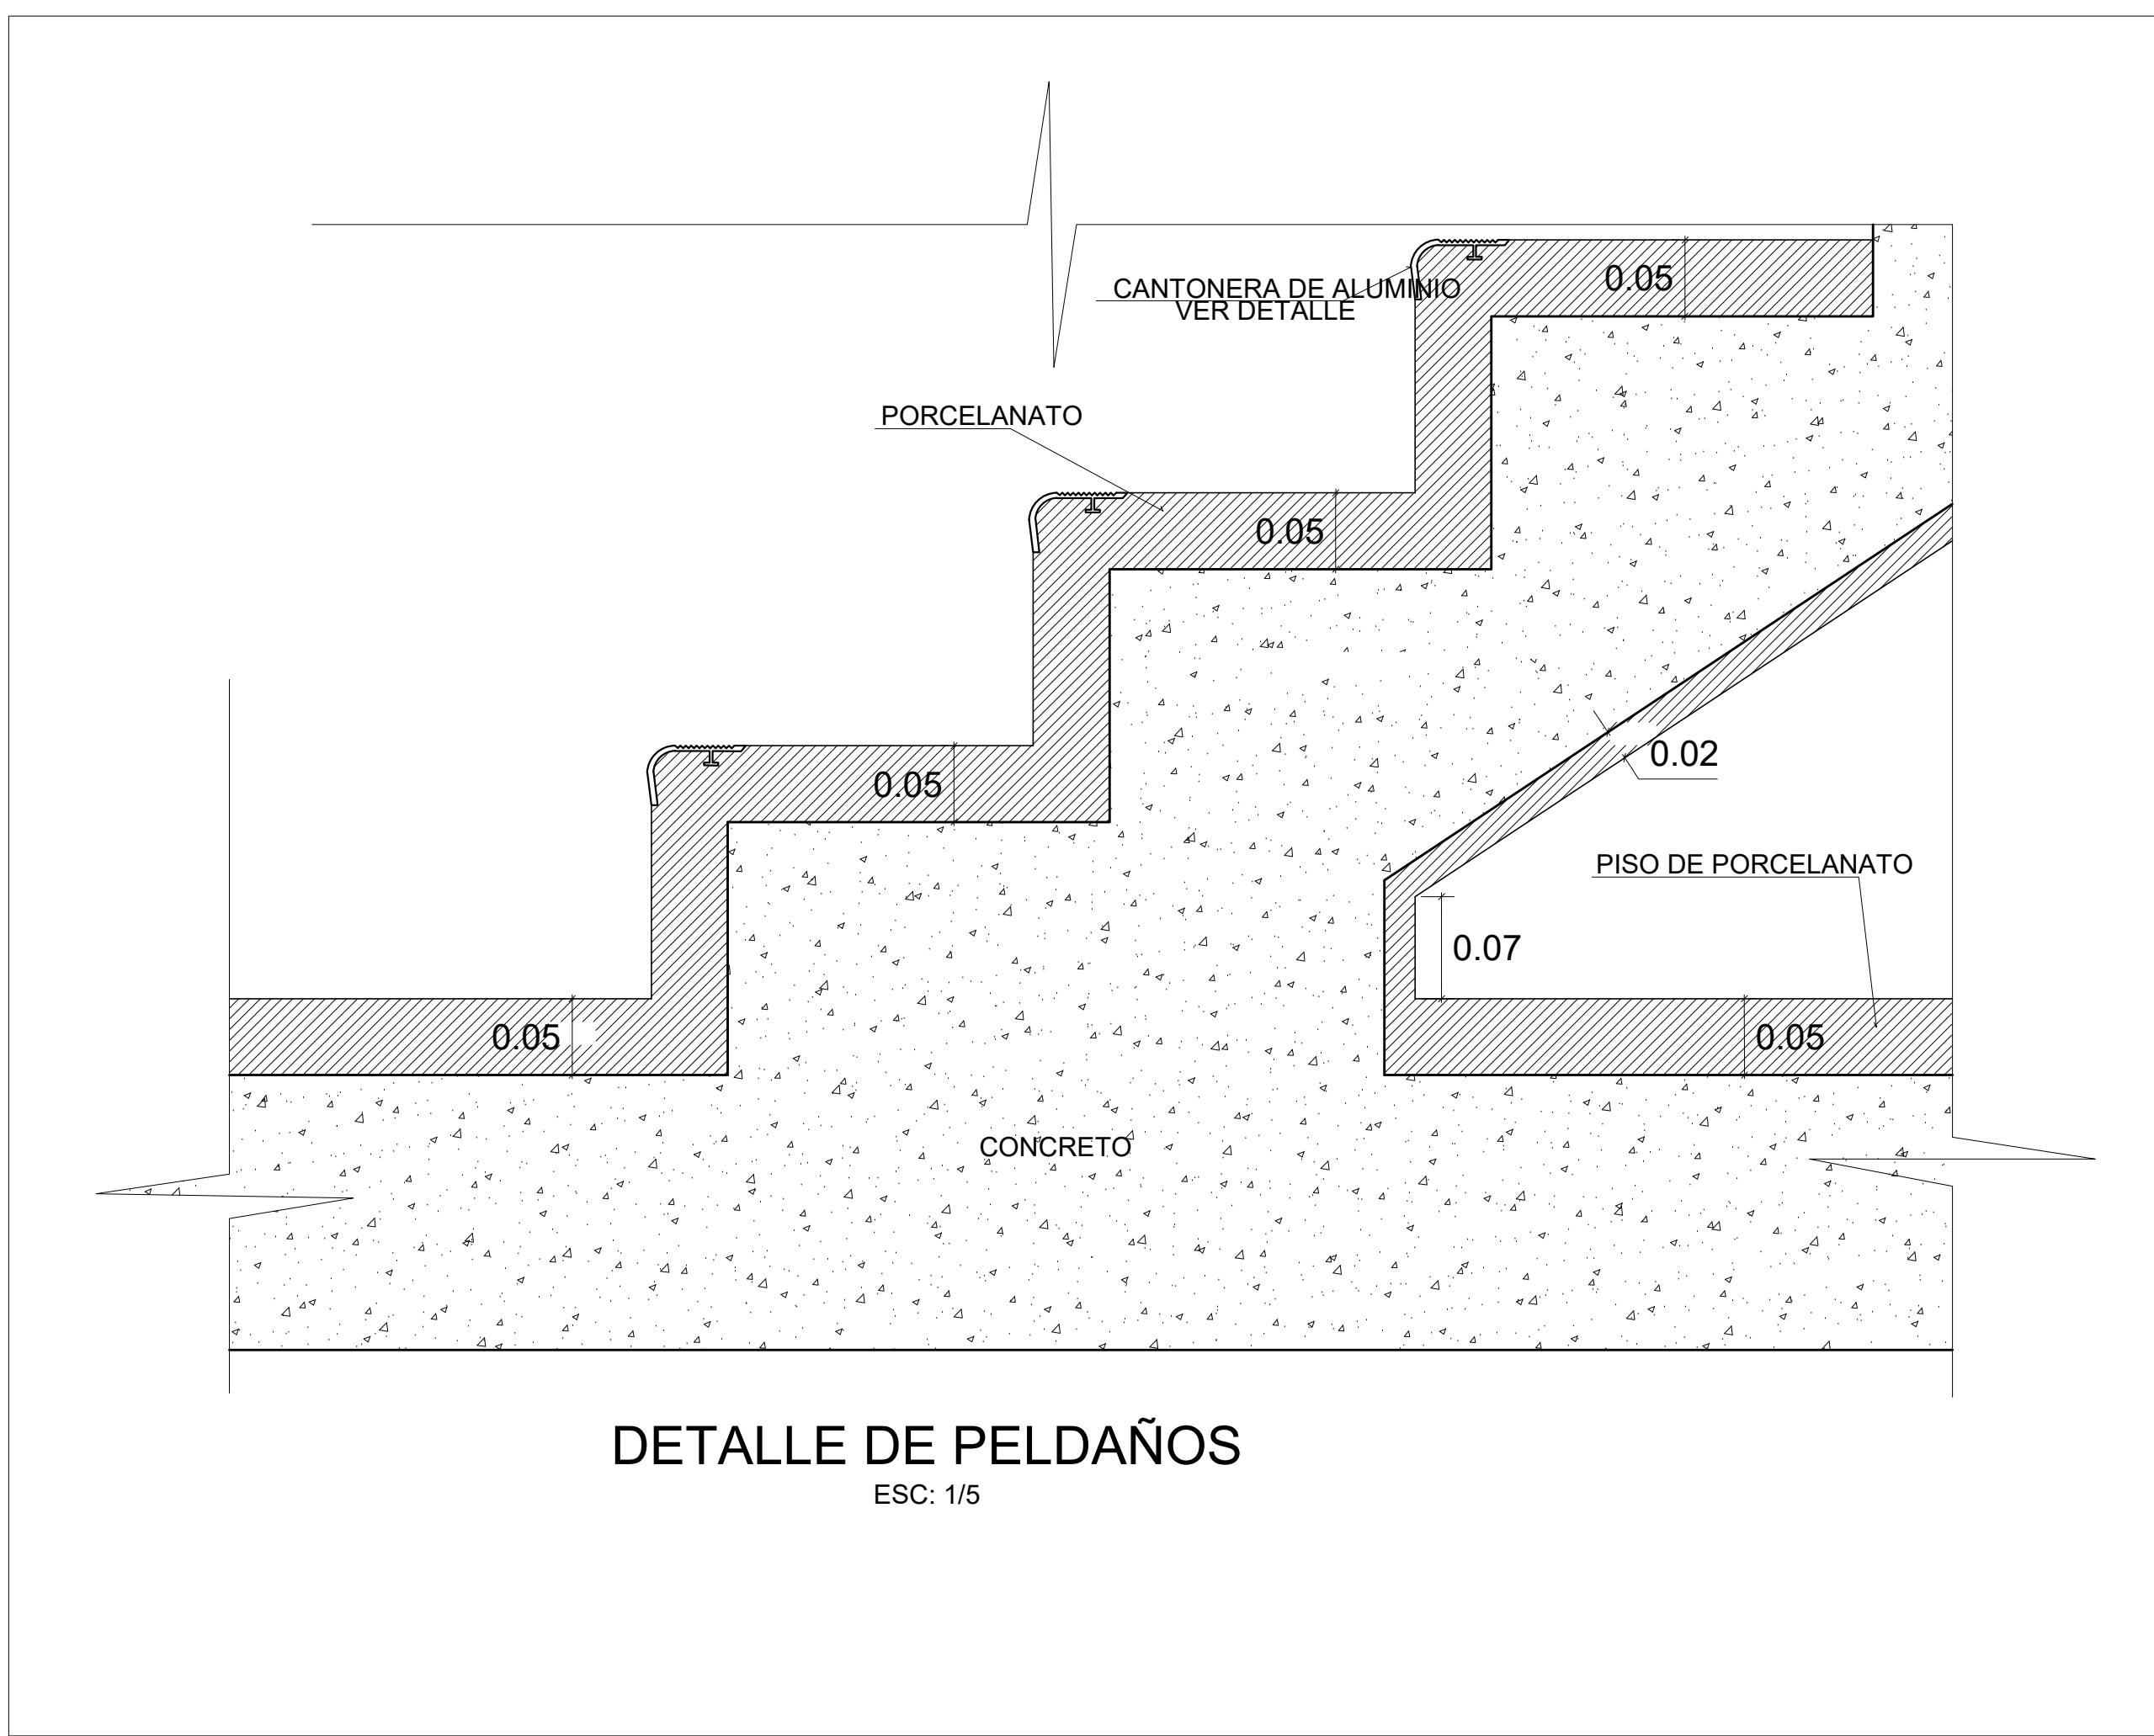 CANTONERA DE ALUMINIO
VER DETALLE
0.05
PORCELANATO
0.05
0.02
0.05
PISO DE PORCELANATO
0.07
0.05
0.05
CONCRETO
DETALLE DE PELDAÑOS
ESC: 1/5